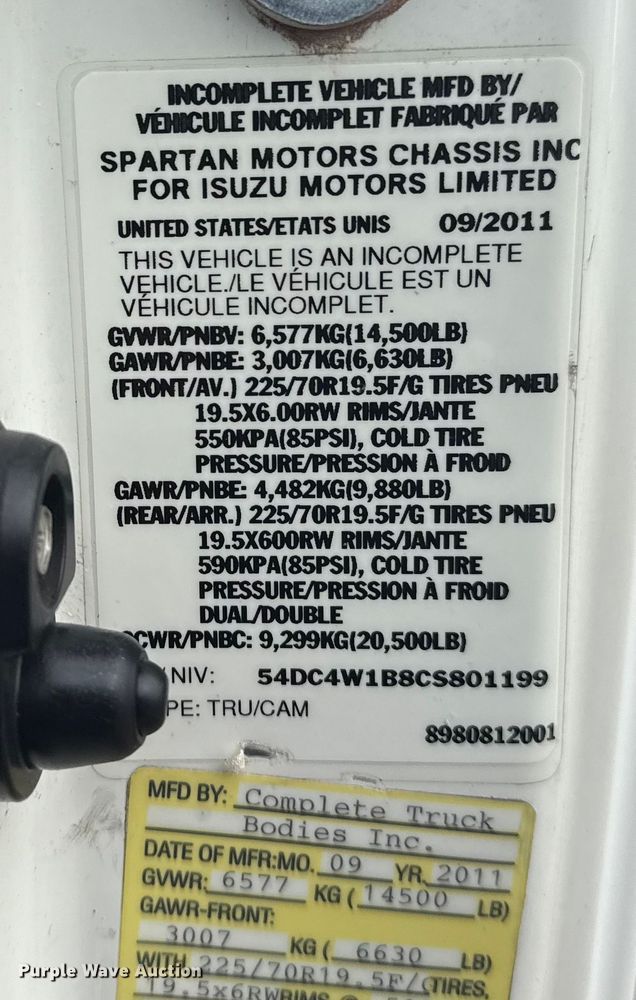 INCOMPLETE VEHICLE MFD BY/
VÉHICULE INCOMPLET FABRIQUÉ PAR
SPARTAN MOTORS CHASSIS INC
FOR ISUZU MOTORS LIMITED
UNITED STATES/ETATS UNIS 09/2011
THIS VEHICLE IS AN INCOMPLETE
VEHICLE./LE VÉHICULE EST UN
VÉHICULE INCOMPLET.
GVWR/PNBV: 6,577KG(14,500LB)
GAWR/PNBE: 3,007KG(6,630LB)
(FRONT/AV.) 225/70R19.5F/G TIRES PNEU
19.5X6.00RW RIMS/JANTE
550KPA(85PSI), COLD TIRE
PRESSURE/PRESSION À FROID
GAWR/PNBE: 4,482KG(9,880LB)
(REAR/ARR.) 225/70R19.5F/G TIRES PNEU
19.5X600RW RIMS/JANTE
590KPA(85PSI), COLD TIRE
PRESSURE/PRESSION À FROID
DUAL/DOUBLE
CWR/PNBC: 9,299KG(20,500LB)
/NIV: 54DC4W1B8CS801199
PE: TRU/CAM
8980812001
MFD BY: Complete Truck
Bodies Inc.
DATE OF MFR: MO. 09 YR. 2011
GVWR: 6577 KG ( 14500 LB)
GAWR-FRONT:
3007 KG ( 6630 LB)
WITH 225/70R19.5F/G TIRES,
19.5x6RW RIMS @
Purple Wave Auction